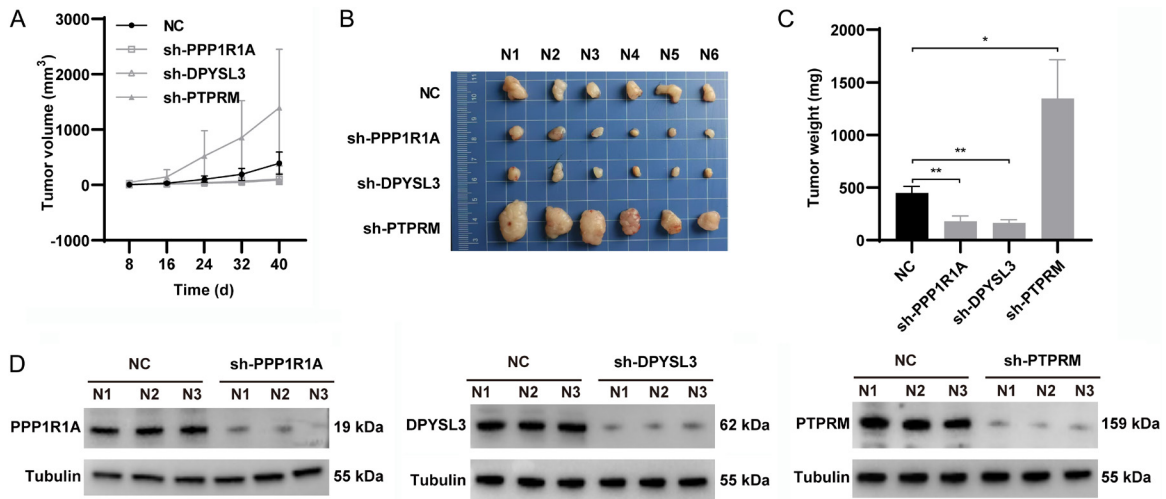 A
NC
sh-PPP1R1A
sh-DPYSL3
sh-PTPRM
Tumor volume (mm³)
3000
2000
1000
0
-1000
8 16 24 32 40
Time (d)
B
N1 N2 N3 N4 N5 N6
NC
sh-PPP1R1A
sh-DPYSL3
sh-PTPRM
C
Tumor weight (mg)
2000
1500
1000
500
0
*
**
**
NC
sh-PPP1R1A
sh-DPYSL3
sh-PTPRM
D
NC sh-PPP1R1A
N1 N2 N3 N1 N2 N3
PPP1R1A 19 kDa
Tubulin 55 kDa
NC sh-DPYSL3
N1 N2 N3 N1 N2 N3
DPYSL3 62 kDa
Tubulin 55 kDa
NC sh-PTPRM
N1 N2 N3 N1 N2 N3
PTPRM 159 kDa
Tubulin 55 kDa